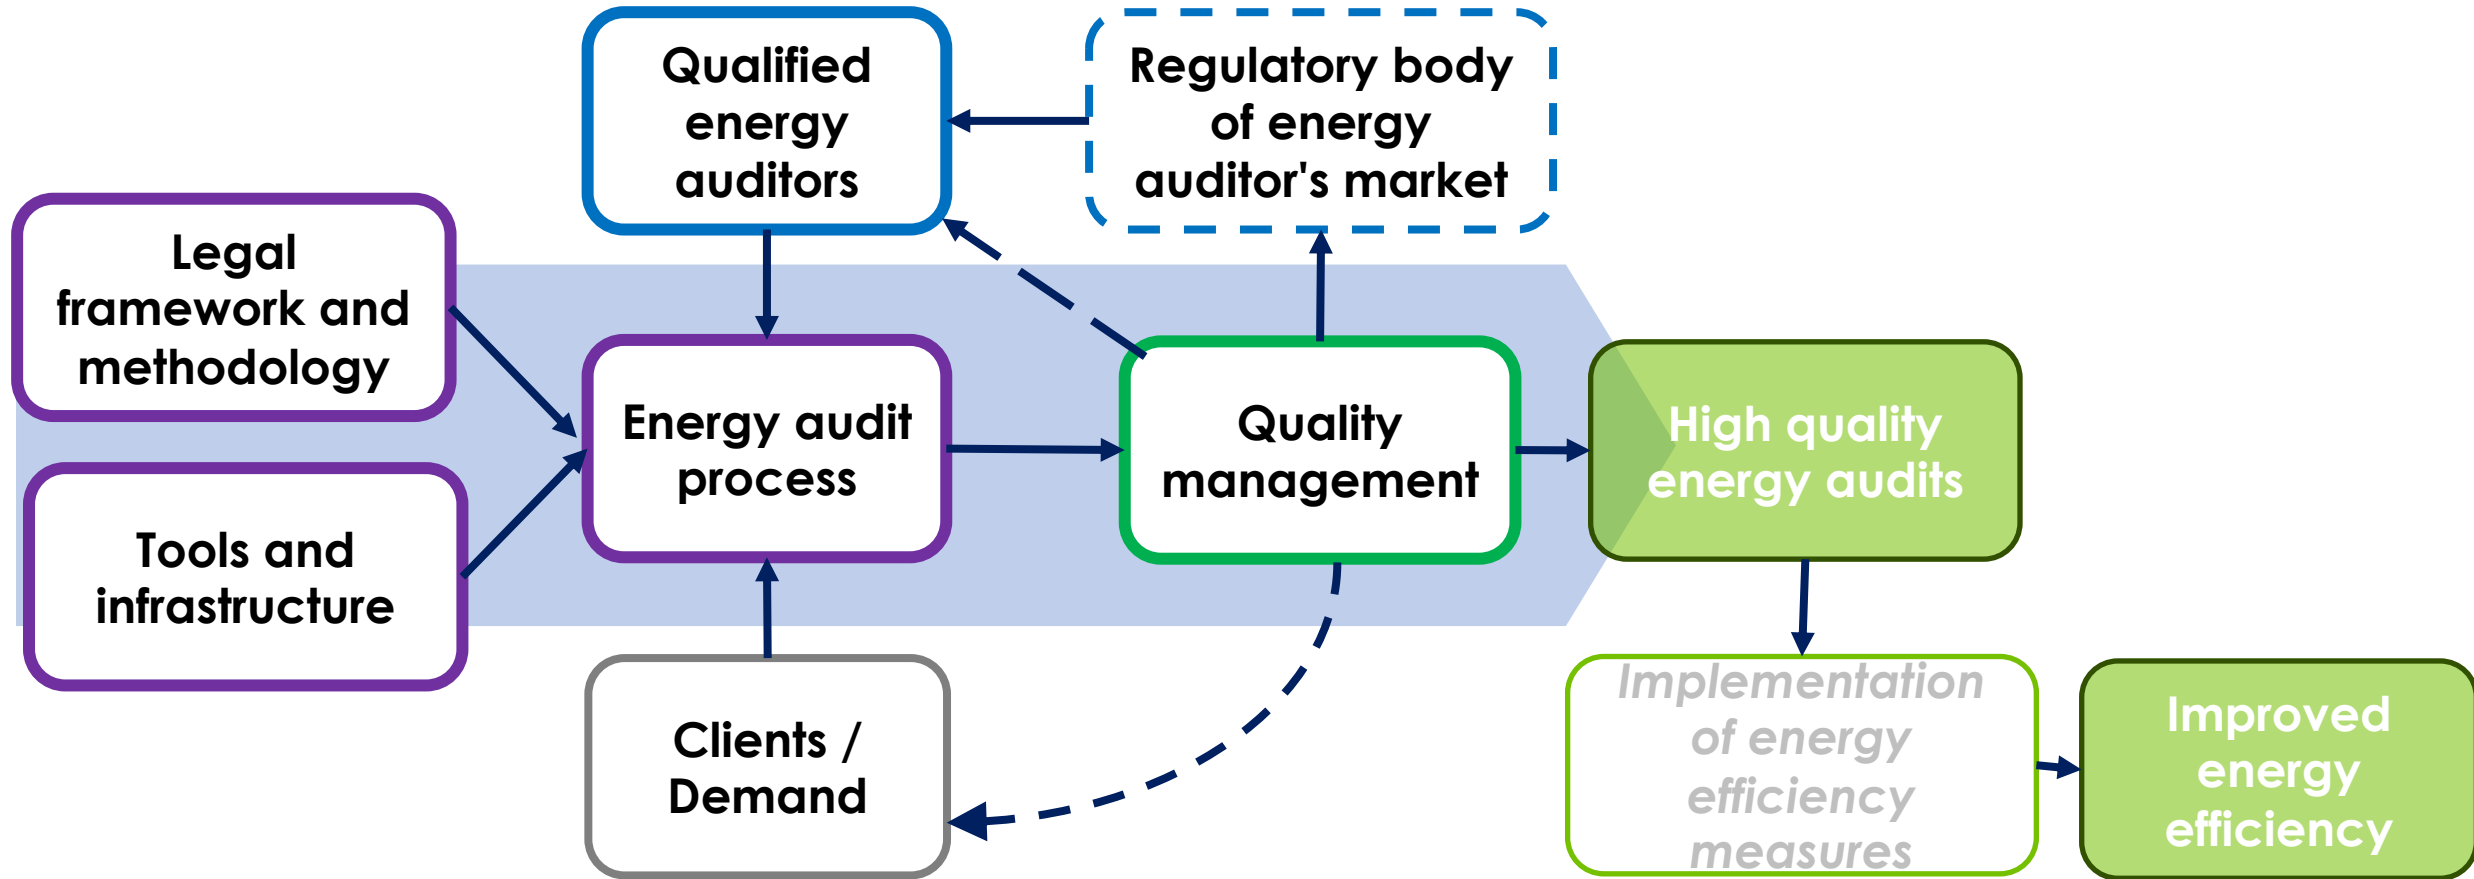 Qualified
energy
auditors
Regulatory body
of energy
auditor's market
Legal
framework and
methodology
Energy audit
process
Quality
management
High quality
energy audits
Tools and
infrastructure
Clients /
Demand
Implementation
of energy
efficiency
measures
Improved
energy
efficiency